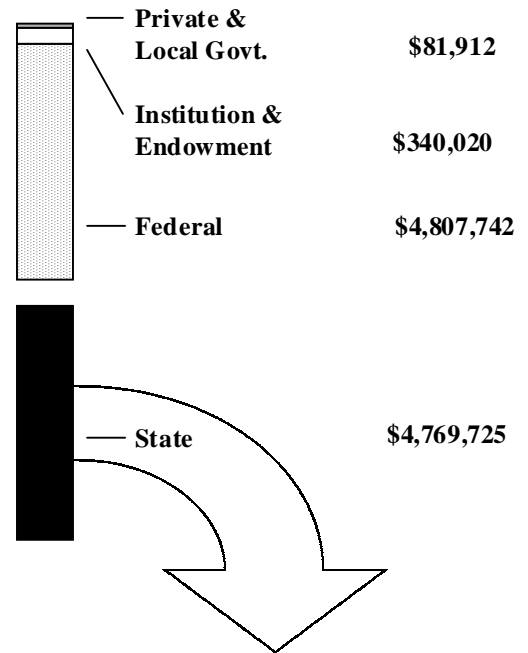 Private &
Local Govt. $81,912
Institution &
Endowment $340,020
Federal $4,807,742
State $4,769,725